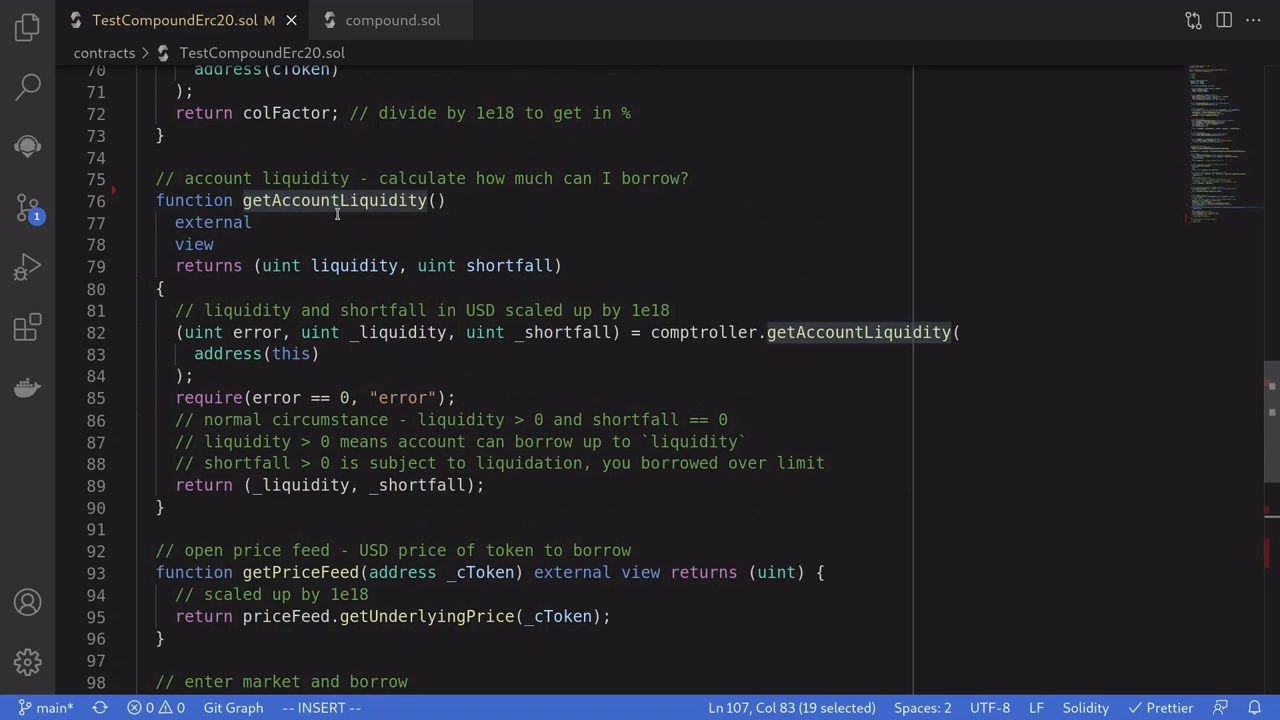 TestCompoundErc20.sol M
compound.sol
contracts > TestCompoundErc20.sol
70 address(cToken)
71 );
72 return colFactor; // divide by 1e18 to get in %
73 }
74
75 // account liquidity - calculate how much can I borrow?
76 function getAccountLiquidity()
77 external
78 view
79 returns (uint liquidity, uint shortfall)
80 {
81 // liquidity and shortfall in USD scaled up by 1e18
82 (uint error, uint _liquidity, uint _shortfall) = comptroller.getAccountLiquidity(
83 address(this)
84 );
85 require(error == 0, "error");
86 // normal circumstance - liquidity > 0 and shortfall == 0
87 // liquidity > 0 means account can borrow up to `liquidity`
88 // shortfall > 0 is subject to liquidation, you borrowed over limit
89 return (_liquidity, _shortfall);
90 }
91
92 // open price feed - USD price of token to borrow
93 function getPriceFeed(address _cToken) external view returns (uint) {
94 // scaled up by 1e18
95 return priceFeed.getUnderlyingPrice(_cToken);
96 }
97
98 // enter market and borrow
1
main* 0 0 Git Graph -- INSERT -- Ln 107, Col 83 (19 selected) Spaces: 2 UTF-8 LF Solidity Prettier